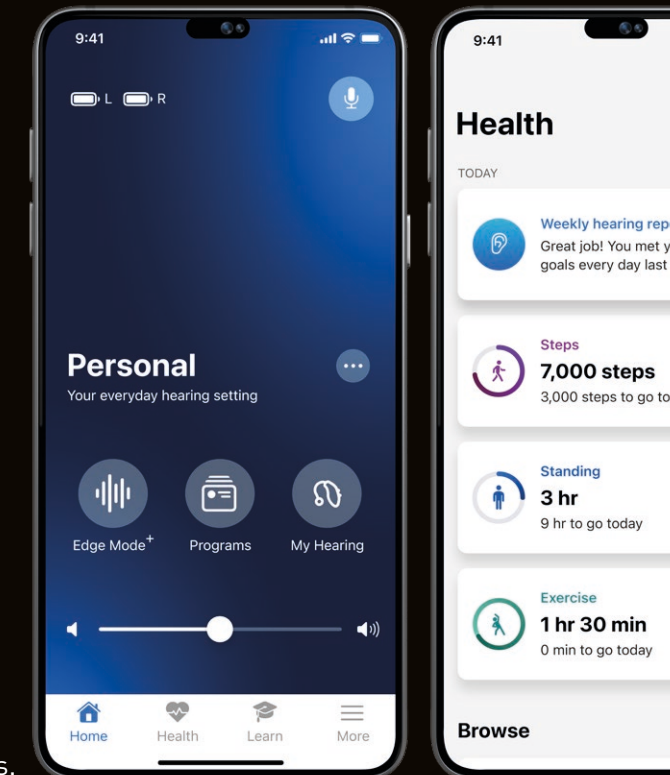 9:41
L R
Personal
Your everyday hearing setting
Edge Mode+
Programs
My Hearing
Home
Health
Learn
More
9:41
Health
TODAY
Weekly hearing
Great job! You met
goals every day last
Steps
7,000 steps
3,000 steps to go
Standing
3 hr
9 hr to go today
Exercise
1 hr 30 min
0 min to go today
Browse